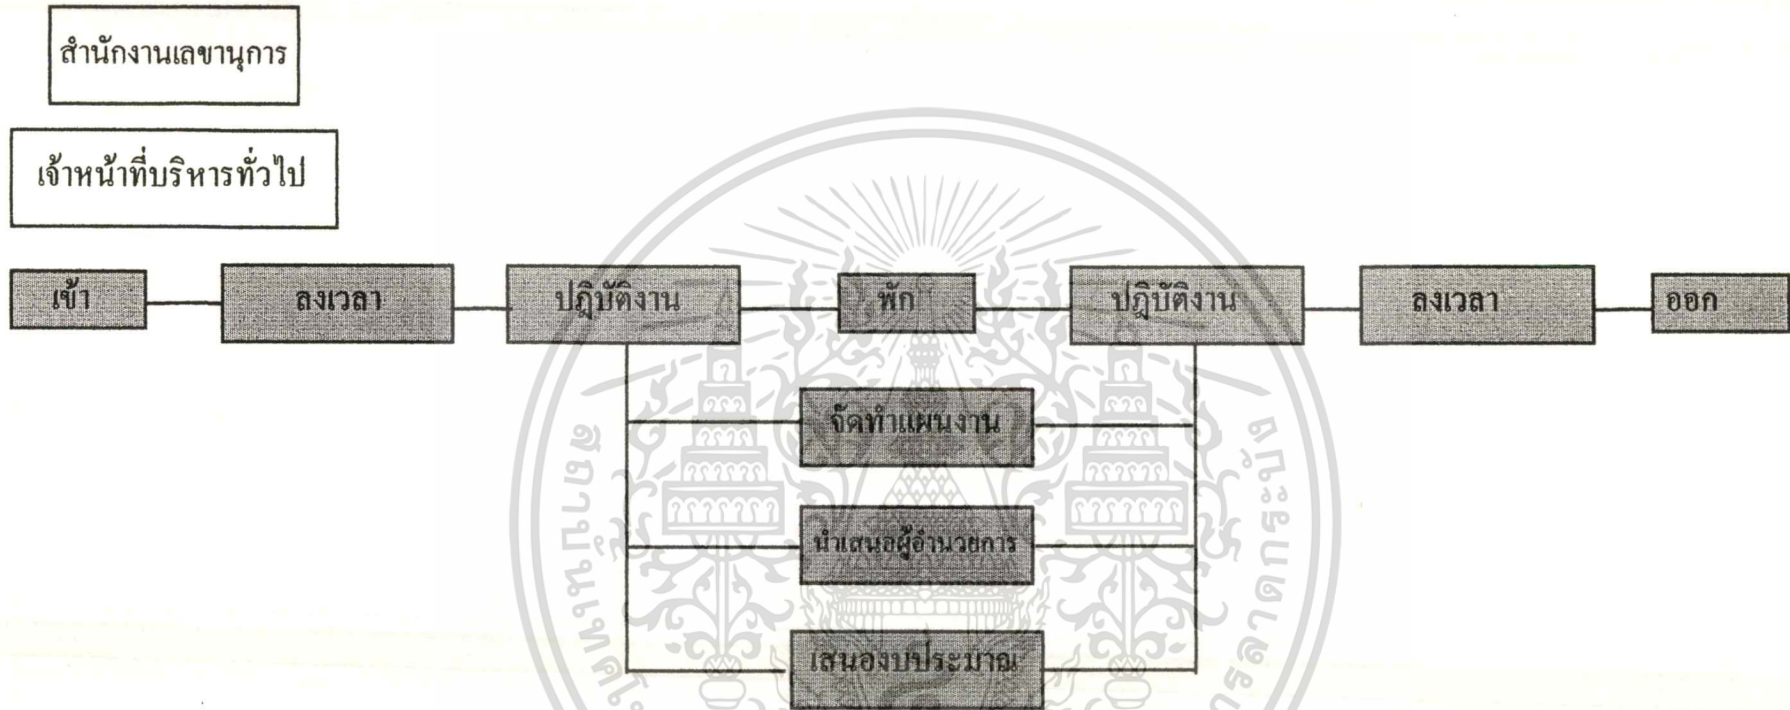 สำนักงานเลขานุการ
เจ้าหน้าที่บริหารทั่วไป
เข้า
ลงเวลา
ปฏิบัติงาน
พัก
ปฏิบัติงาน
ลงเวลา
ออก
จัดทำแผนงาน
นำเสนอผู้อำนวยการ
เสนองบประมาณ